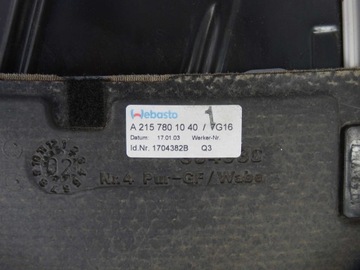 1
Webasto
A 215 780 10 40 / 7G16
Datum: 17.01.03 Werker-Nr.
Id.Nr. 1704382B Q3
Nr.4 Pur-GF/Wabe